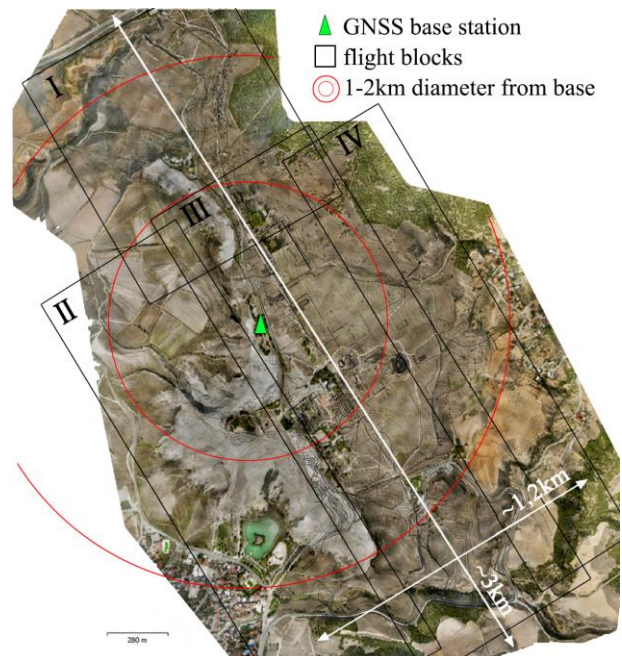 GNSS base station
flight blocks
1-2km diameter from base
I
IV
III
II
~1,2km
~3km
280 m